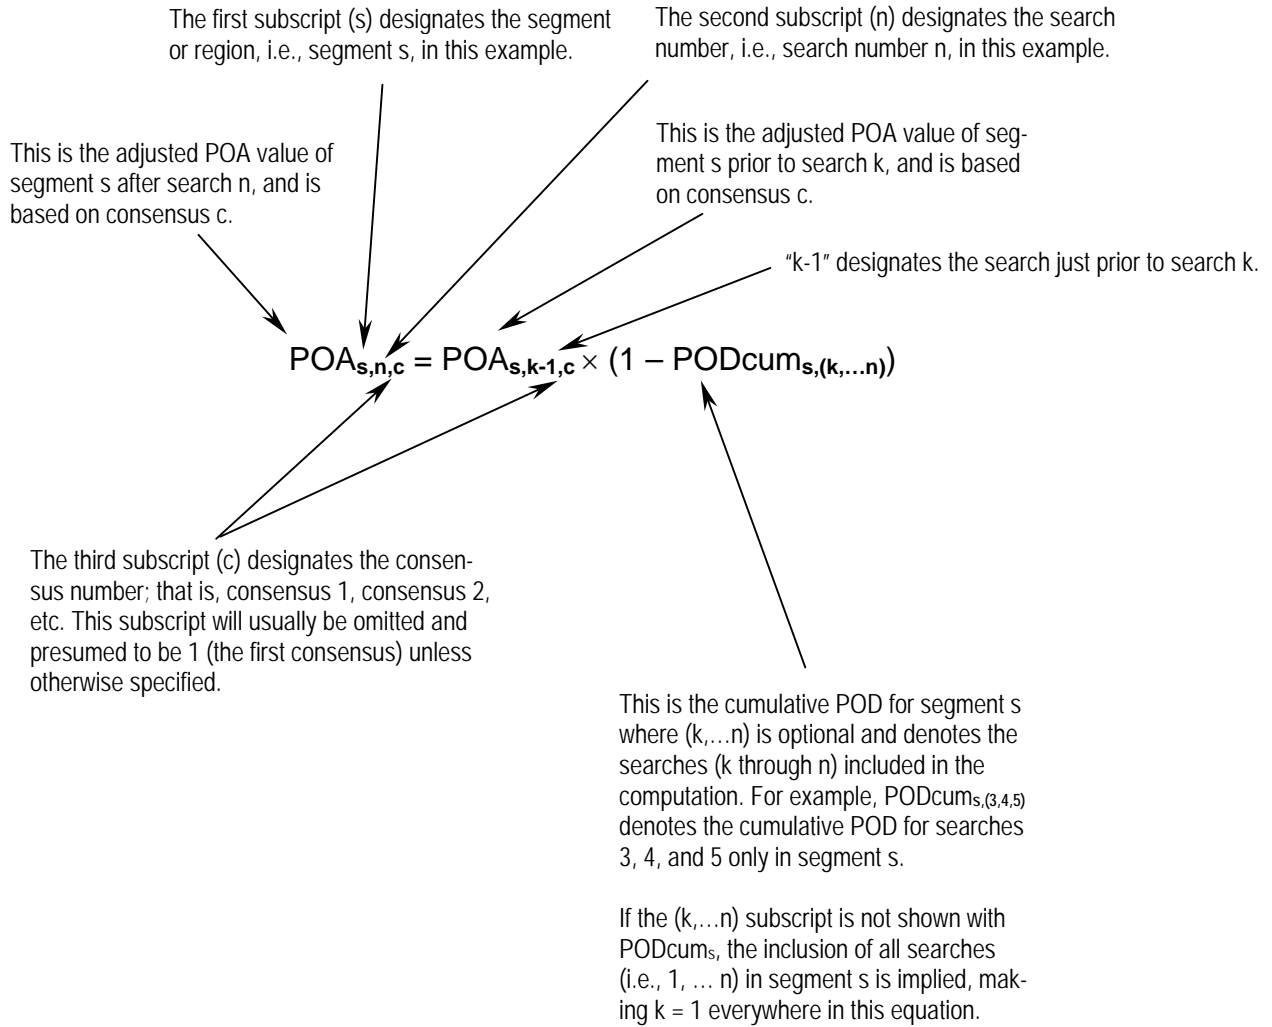 The first subscript (s) designates the segment
or region, i.e., segment s, in this example.
The second subscript (n) designates the search
number, i.e., search number n, in this example.
This is the adjusted POA value of
segment s after search n, and is
based on consensus c.
This is the adjusted POA value of seg-
ment s prior to search k, and is based
on consensus c.
“k-1” designates the search just prior to search k.
POAs,n,c = POAs,k-1,c × (1 – PODcums,(k,…n))
The third subscript (c) designates the consen-
sus number; that is, consensus 1, consensus 2,
etc. This subscript will usually be omitted and
presumed to be 1 (the first consensus) unless
otherwise specified.
This is the cumulative POD for segment s
where (k,…n) is optional and denotes the
searches (k through n) included in the
computation. For example, PODcums,(3,4,5)
denotes the cumulative POD for searches
3, 4, and 5 only in segment s.
If the (k,…n) subscript is not shown with
PODcums, the inclusion of all searches
(i.e., 1, … n) in segment s is implied, mak-
ing k = 1 everywhere in this equation.